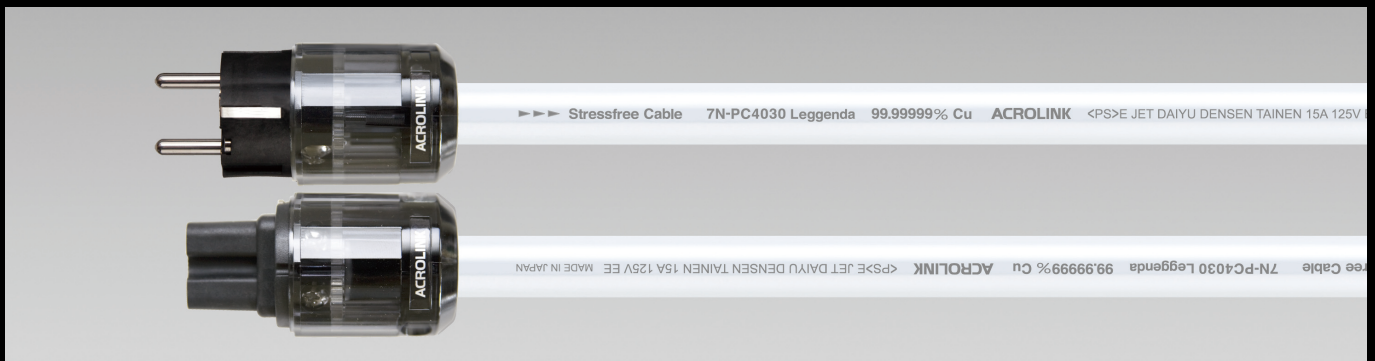 ACROLINK
►►► Stressfree Cable 7N-PC4030 Leggenda 99.99999% Cu ACROLINK <PS>E JET DAIYU DENSEN TAINEN 15A 125V
ACROLINK
ree Cable 7N-PC4030 Leggenda 99.99999% Cu ACROLINK <PS>E JET DAIYU DENSEN TAINEN 15A 125V EE MADE IN JAPAN